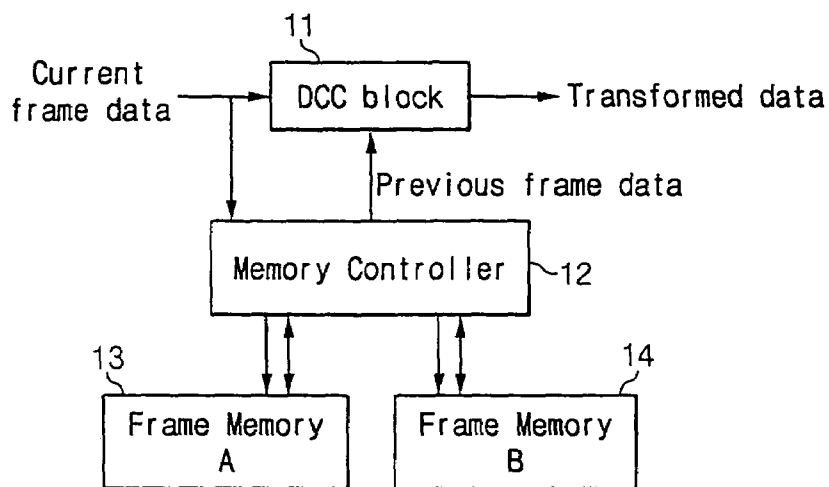 11
Current
frame data
DCC block
Transformed data
Previous frame data
Memory Controller
12
13
14
Frame Memory
A
Frame Memory
B